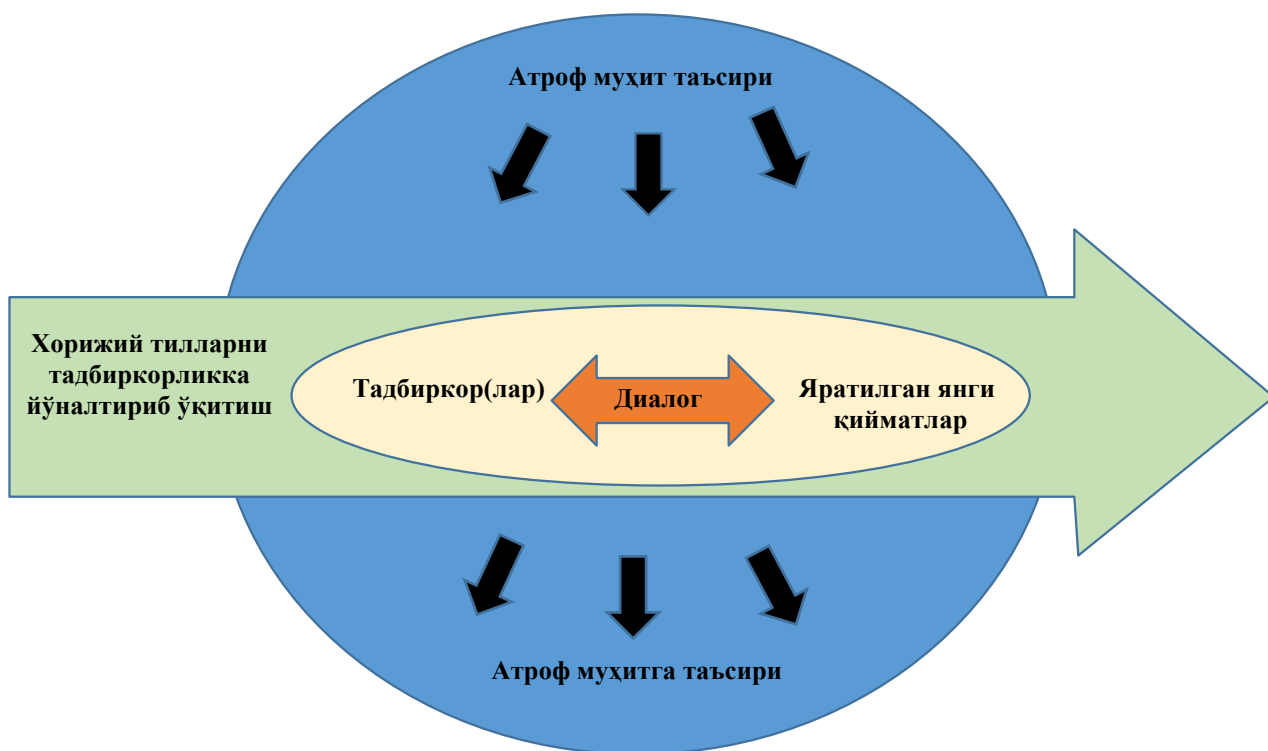 Атроф муҳит таъсири
Хорижий тилларни
тадбиркорликка
йўналтириб ўқитиш
Тадбиркор(лар)
Диалог
Яратилган янги
қийматлар
Атроф муҳитга таъсири